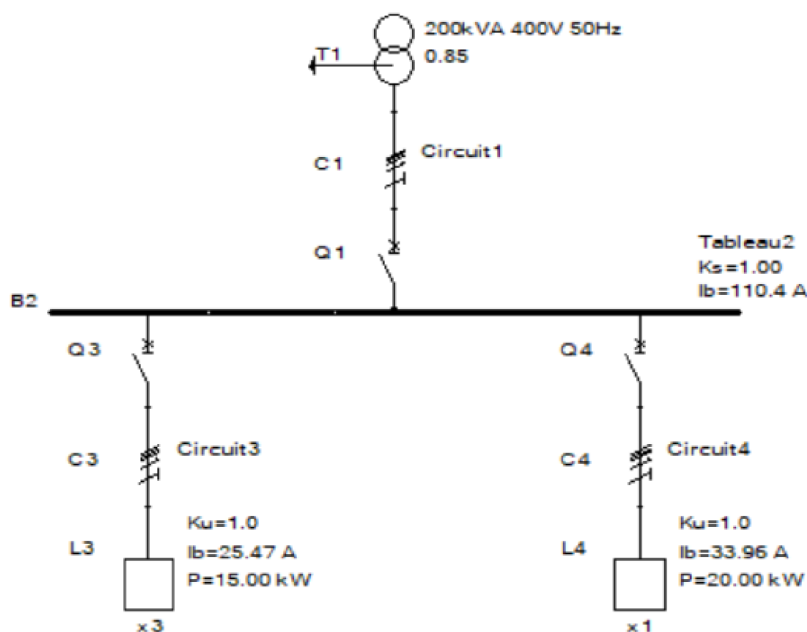 200kVA 400V 50Hz
T1
0.85
C1
Circuit1
Q1
Tableau2
Ks=1.00
Ib=110.4 A
B2
Q3
Q4
C3
Circuit3
C4
Circuit4
Ku=1.0
L3
Ib=25.47 A
P=15.00 kW
x3
Ku=1.0
L4
Ib=33.96 A
P=20.00 kW
x1